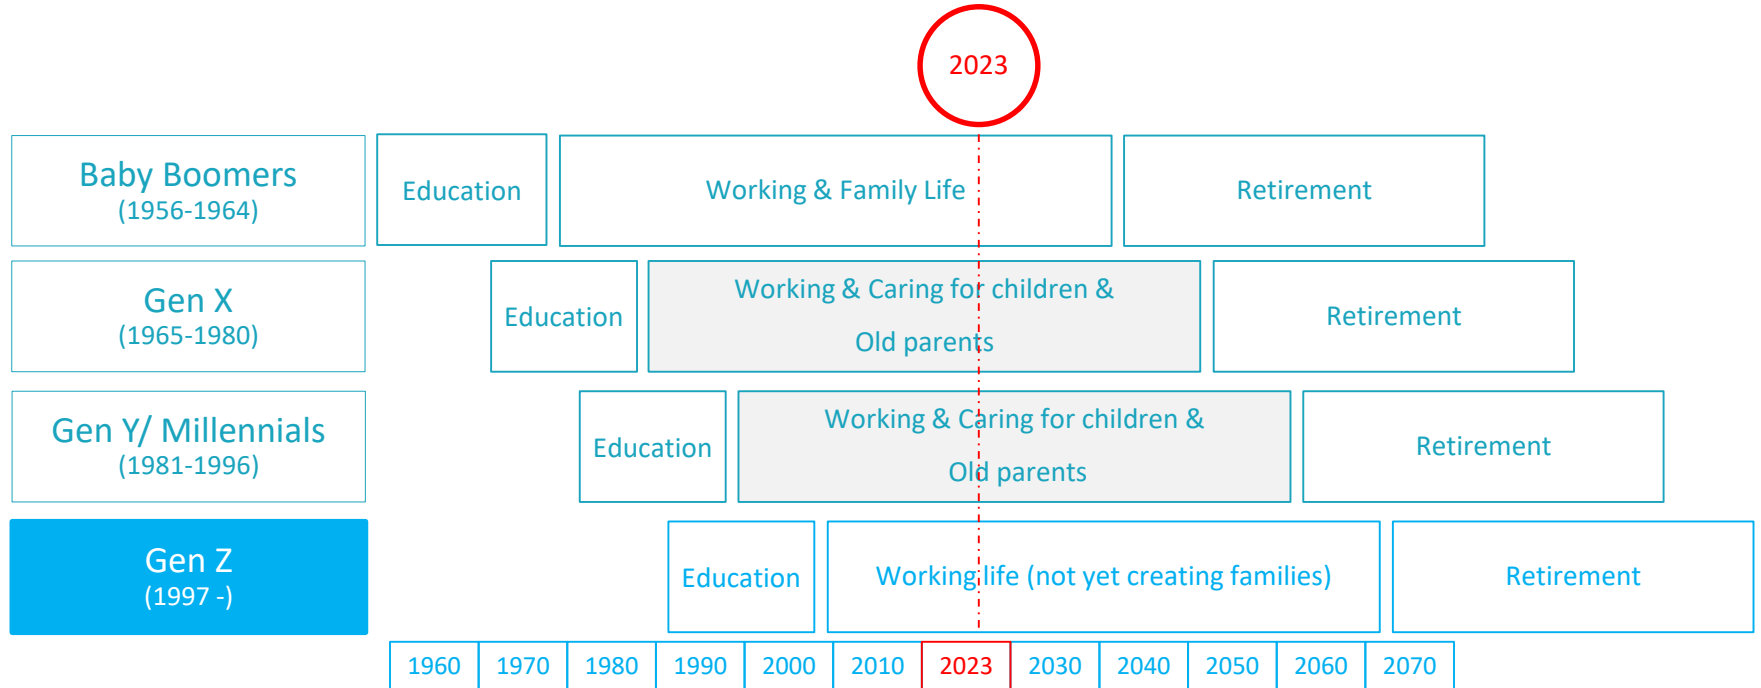 2023
Baby Boomers
(1956-1964)
Education
Working & Family Life
Retirement
Gen X
(1965-1980)
Education
Working & Caring for children &
Old parents
Retirement
Gen Y/ Millennials
(1981-1996)
Education
Working & Caring for children &
Old parents
Retirement
Gen Z
(1997 -)
Education
Working life (not yet creating families)
Retirement
1960 1970 1980 1990 2000 2010 2023 2030 2040 2050 2060 2070